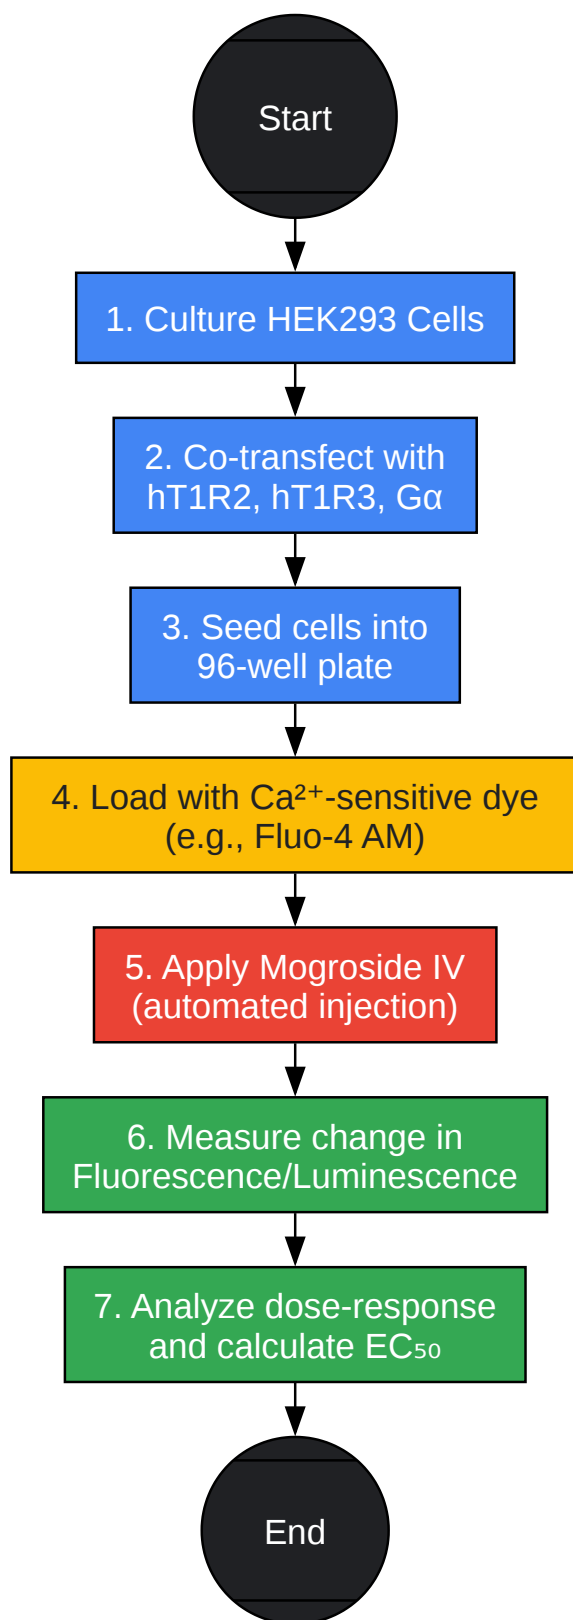 Start
1. Culture HEK293 Cells
2. Co-transfect with
hT1R2, hT1R3, Gα
3. Seed cells into
96-well plate
4. Load with Ca²⁺-sensitive dye
(e.g., Fluo-4 AM)
5. Apply Mogroside IV
(automated injection)
6. Measure change in
Fluorescence/Luminescence
7. Analyze dose-response
and calculate EC₅₀
End